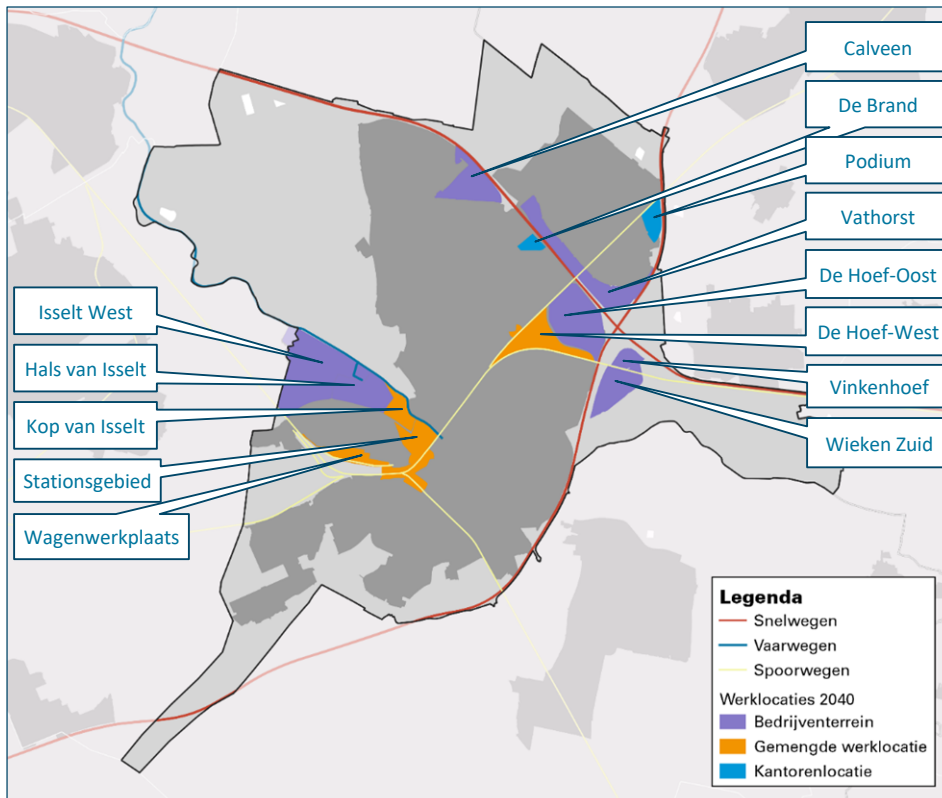 Calveen
De Brand
Podium
Vathorst
De Hoef-Oost
De Hoef-West
Vinkenhoef
Wieken Zuid
Isselt West
Hals van Isselt
Kop van Isselt
Stationsgebied
Wagenwerkplaats
Legenda
Snelwegen
Vaarwegen
Spoorwegen
Werklocaties 2040
Bedrijventerrein
Gemengde werklocatie
Kantorenlocatie